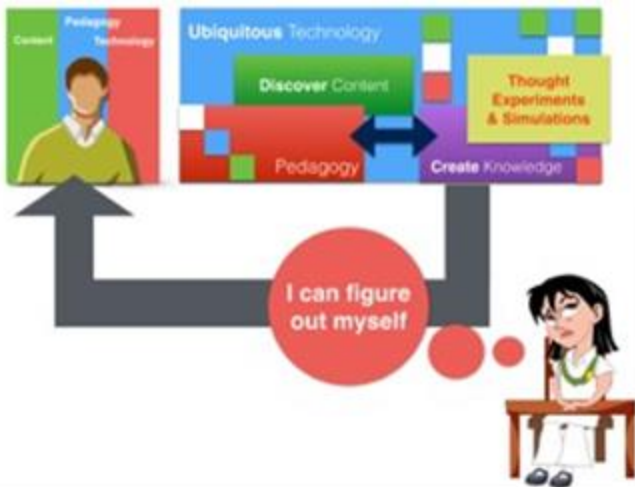 Content
Pedagogy
Technology
Ubiquitous Technology
Discover Content
Thought
Experiments
& Simulations
Pedagogy
Create Knowledge
I can figure
out myself